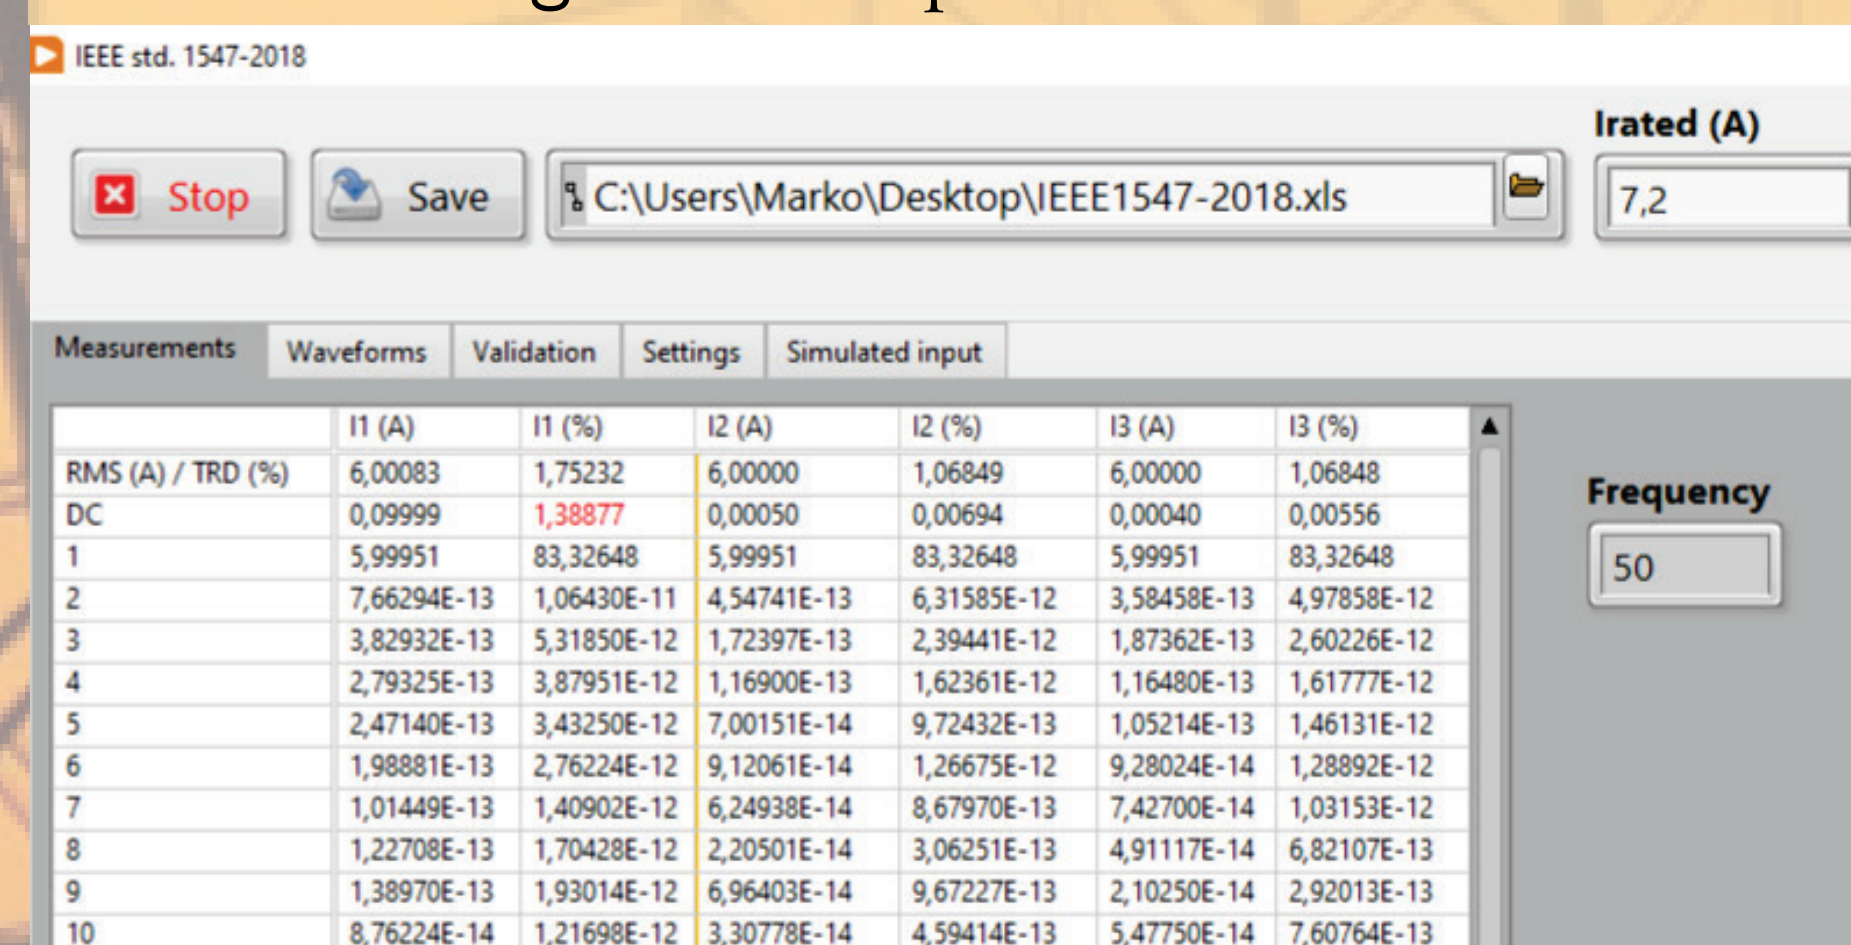 IEEE std. 1547-2018
Irated (A)
Stop Save C:\Users\Marko\Desktop\IEEE1547-2018.xls 7,2
Measurements Waveforms Validation Settings Simulated input
I1 (A) I1 (%) I2 (A) I2 (%) I3 (A) I3 (%)
RMS (A) / TRD (%) 6,00083 1,75232 6,00000 1,06849 6,00000 1,06848
Frequency
DC 0,09999 1,38877 0,00050 0,00694 0,00040 0,00556
1 5,99951 83,32648 5,99951 83,32648 5,99951 83,32648
50
2 7,66294E-13 1,06430E-11 4,54741E-13 6,31585E-12 3,58458E-13 4,97858E-12
3 3,82932E-13 5,31850E-12 1,72397E-13 2,39441E-12 1,87362E-13 2,60226E-12
4 2,79325E-13 3,87951E-12 1,16900E-13 1,62361E-12 1,16480E-13 1,61777E-12
5 2,47140E-13 3,43250E-12 7,00151E-14 9,72432E-13 1,05214E-13 1,46131E-12
6 1,98881E-13 2,76224E-12 9,12061E-14 1,26675E-12 9,28024E-14 1,28892E-12
7 1,01449E-13 1,40902E-12 6,24938E-14 8,67970E-13 7,42700E-14 1,03153E-12
8 1,22708E-13 1,70428E-12 2,20501E-14 3,06251E-13 4,91117E-14 6,82107E-13
9 1,38970E-13 1,93014E-12 6,96403E-14 9,67227E-13 2,10250E-14 2,92013E-13
10 8,76224E-14 1,21698E-12 3,30778E-14 4,59414E-13 5,47750E-14 7,60764E-13